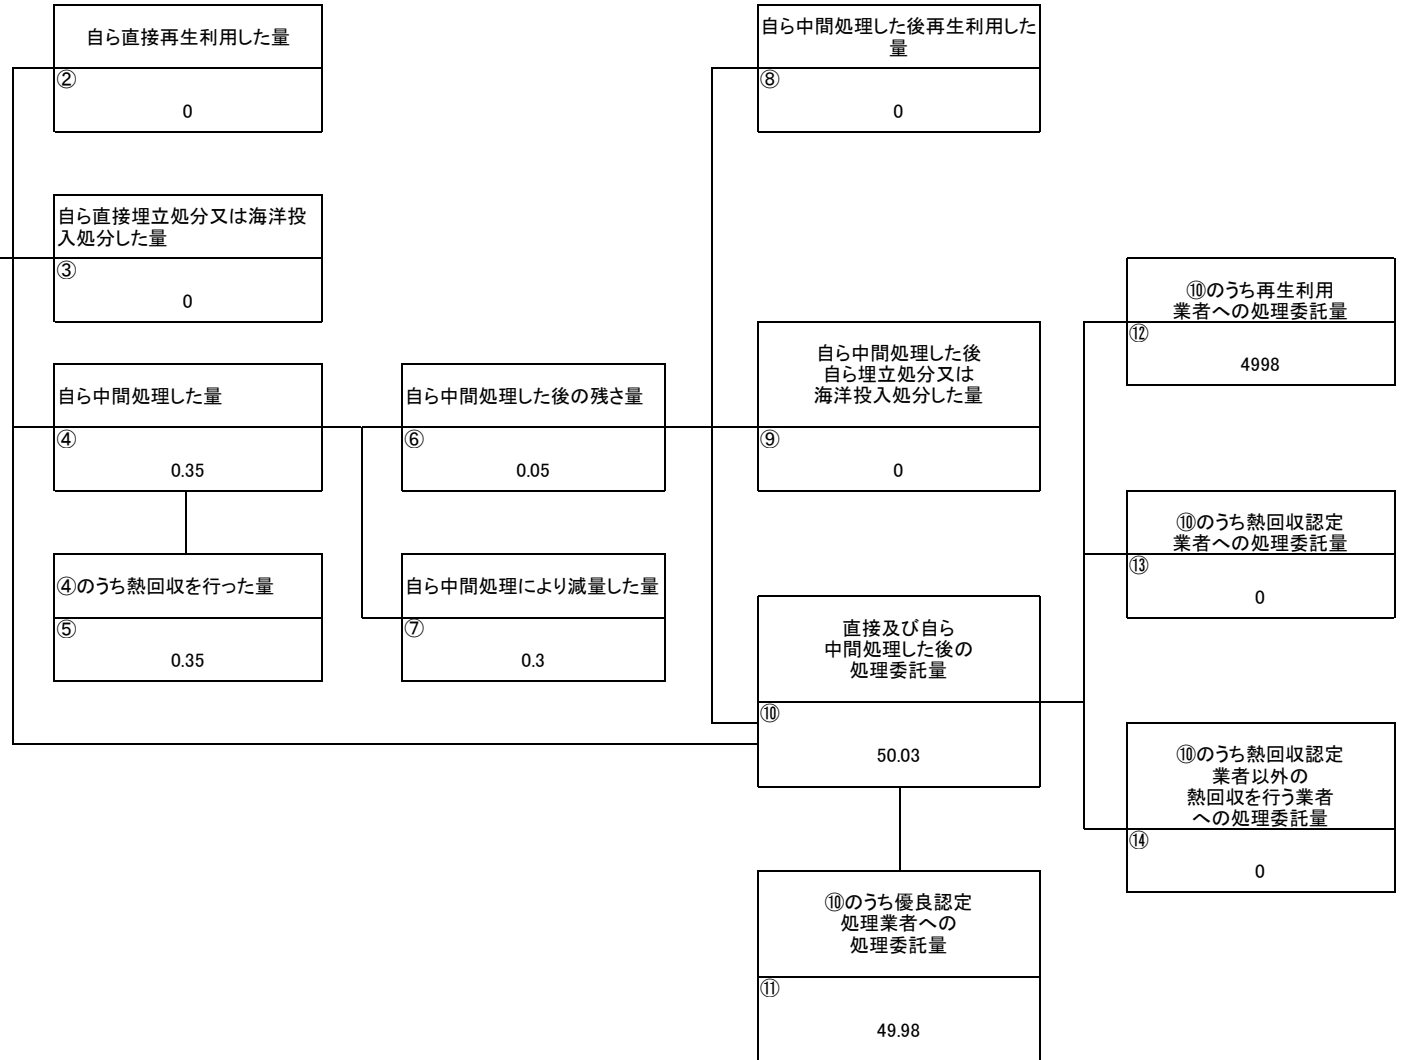 自ら直接再生利用した量
②
0
自ら直接埋立処分又は海洋投
入処分した量
③
0
自ら中間処理した量
④
0.35
④のうち熱回収を行った量
⑤
0.35
自ら中間処理した後の残さ量
⑥
0.05
自ら中間処理により減量した量
⑦
0.3
自ら中間処理した後再生利用した
量
⑧
0
自ら中間処理した後
自ら埋立処分又は
海洋投入処分した量
⑨
0
直接及び自ら
中間処理した後の
処理委託量
⑩
50.03
⑩のうち優良認定
処理業者への
処理委託量
⑪
49.98
⑩のうち再生利用
業者への処理委託量
⑫
4998
⑩のうち熱回収認定
業者への処理委託量
⑬
0
⑩のうち熱回収認定
業者以外の
熱回収を行う業者
への処理委託量
⑭
0